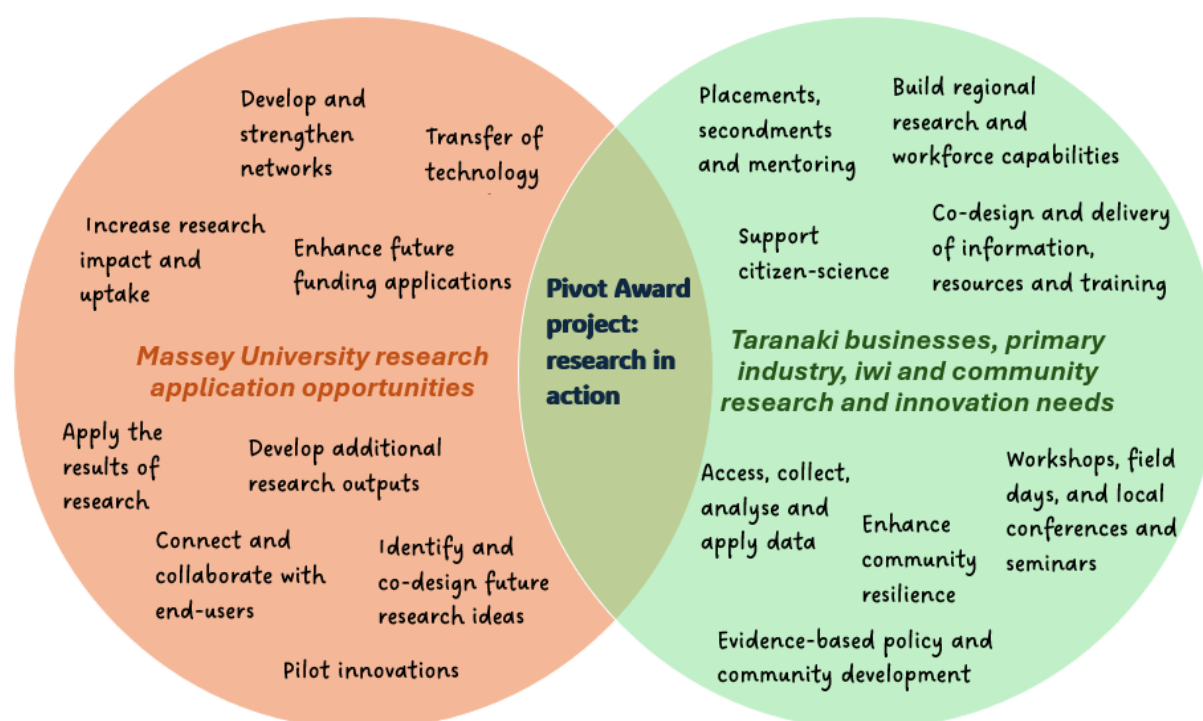 Develop and
strengthen
networks
Transfer of
technology
Increase research
impact and
uptake
Enhance future
funding applications
Massey University research
application opportunities
Apply the
results of
research
Develop additional
research outputs
Connect and
collaborate with
end-users
Identify and
co-design future
research ideas
Pilot innovations
Pivot Award
project:
research in
action
Placements,
secondments
and mentoring
Build regional
research and
workforce capabilities
Support
citizen-science
Co-design and delivery
of information,
resources and training
Taranaki businesses, primary
industry, iwi and community
research and innovation needs
Access, collect,
analyse and
apply data
Enhance
community
resilience
Workshops, field
days, and local
conferences and
seminars
Evidence-based policy and
community development